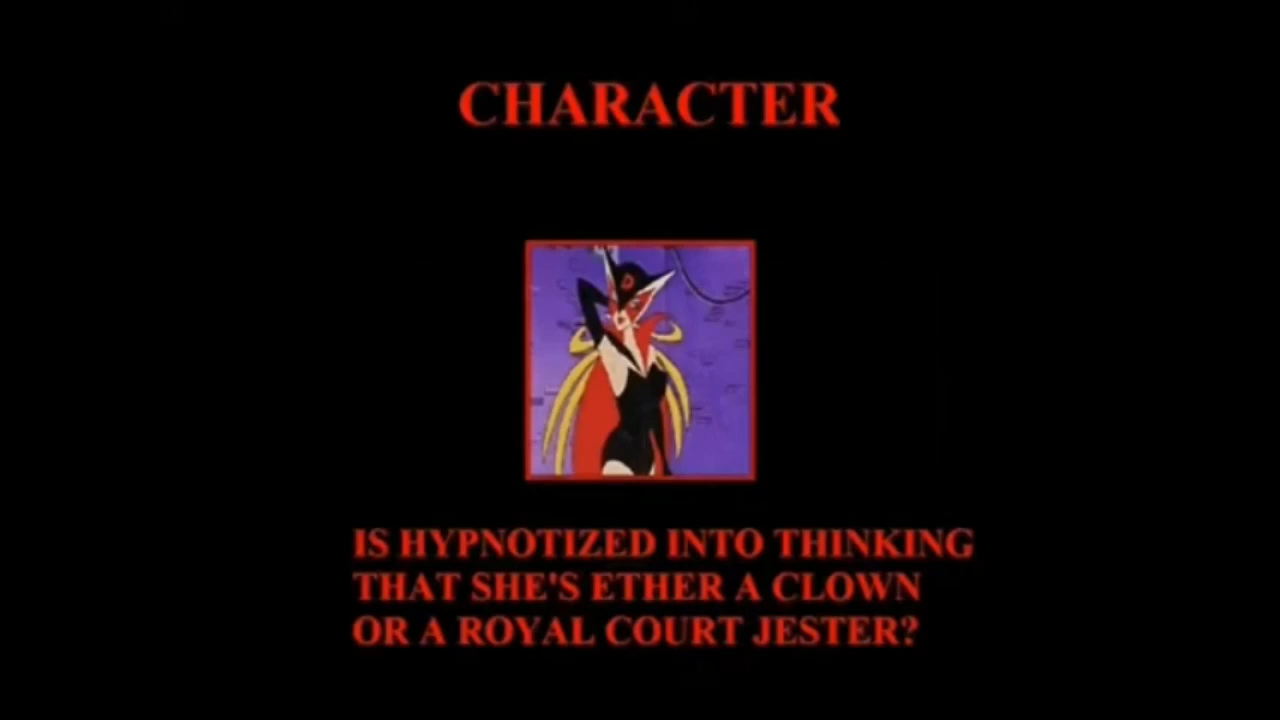 CHARACTER
D
IS HYPNOTIZED INTO THINKING
THAT SHE'S ETHER A CLOWN
OR A ROYAL COURT JESTER?